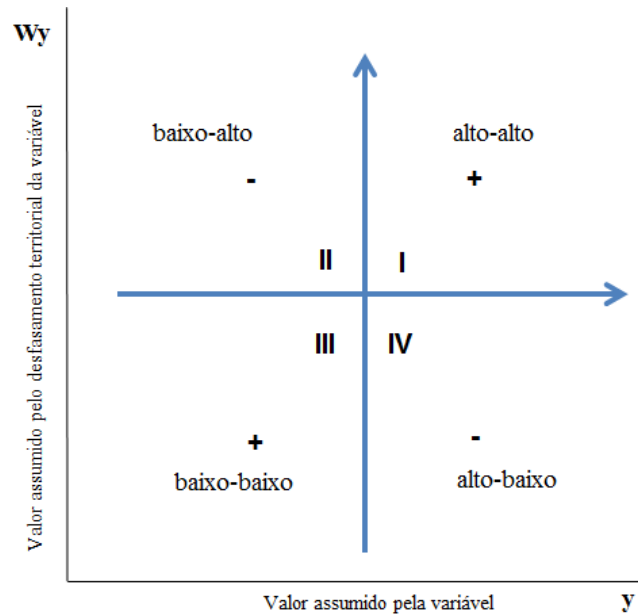 Wy
Valor assumido pelo desfasamento territorial da variável
baixo-alto
alto-alto
-
+
II
I
III
IV
+
-
baixo-baixo
alto-baixo
Valor assumido pela variável
y